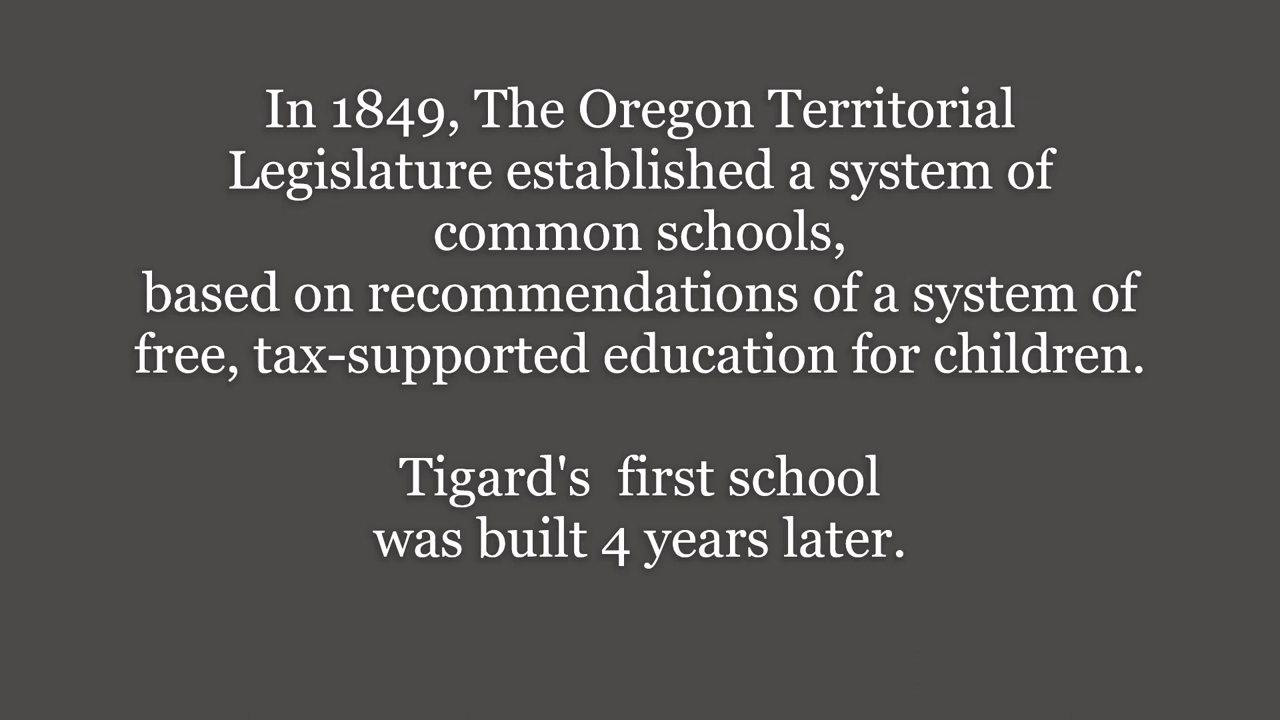 In 1849, The Oregon Territorial
Legislature established a system of
common schools,
based on recommendations of a system of
free, tax-supported education for children.
Tigard's  first school
was built 4 years later.